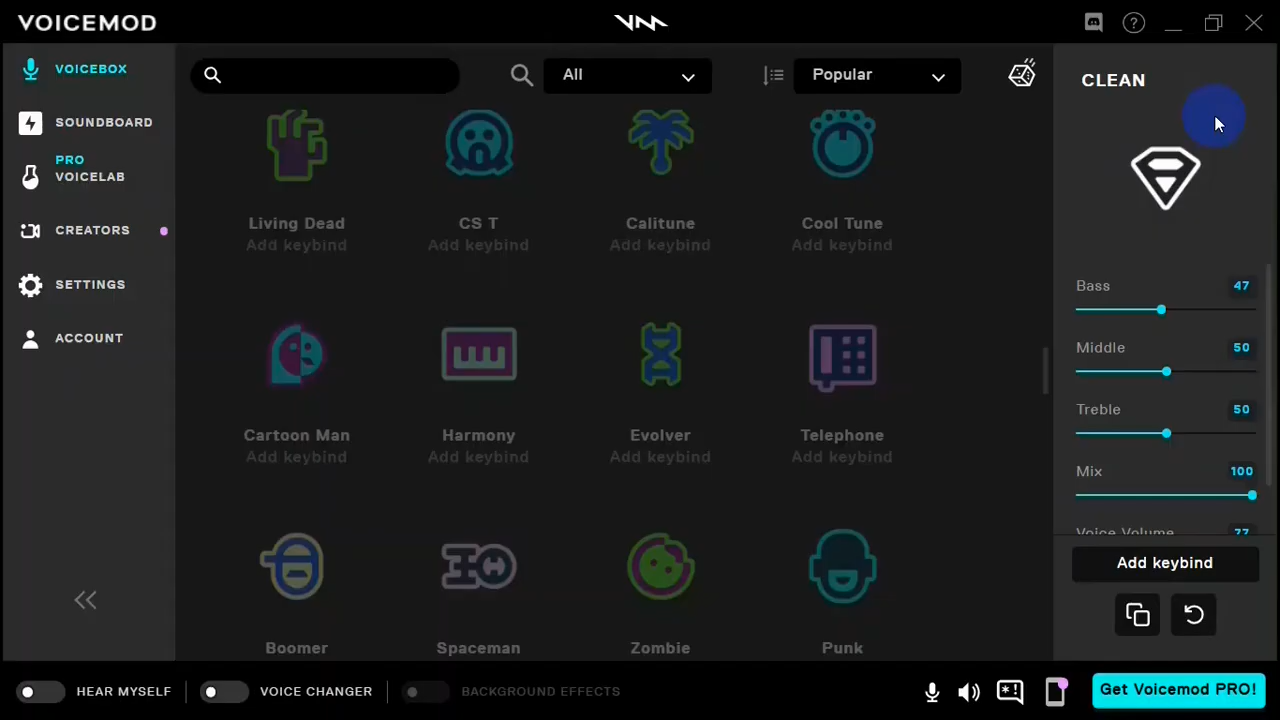 VOICEMOD
VOICEBOX
SOUNDBOARD
PRO
VOICELAB
CREATORS
SETTINGS
ACCOUNT
All
Popular
Living Dead
Add keybind
CS T
Add keybind
Calitune
Add keybind
Cool Tune
Add keybind
Cartoon Man
Add keybind
Harmony
Add keybind
Evolver
Add keybind
Telephone
Add keybind
Boomer
Spaceman
Zombie
Punk
CLEAN
Bass 47
Middle 50
Treble 50
Mix 100
Voice Volume 77
Add keybind
HEAR MYSELF
VOICE CHANGER
BACKGROUND EFFECTS
Get Voicemod PRO!